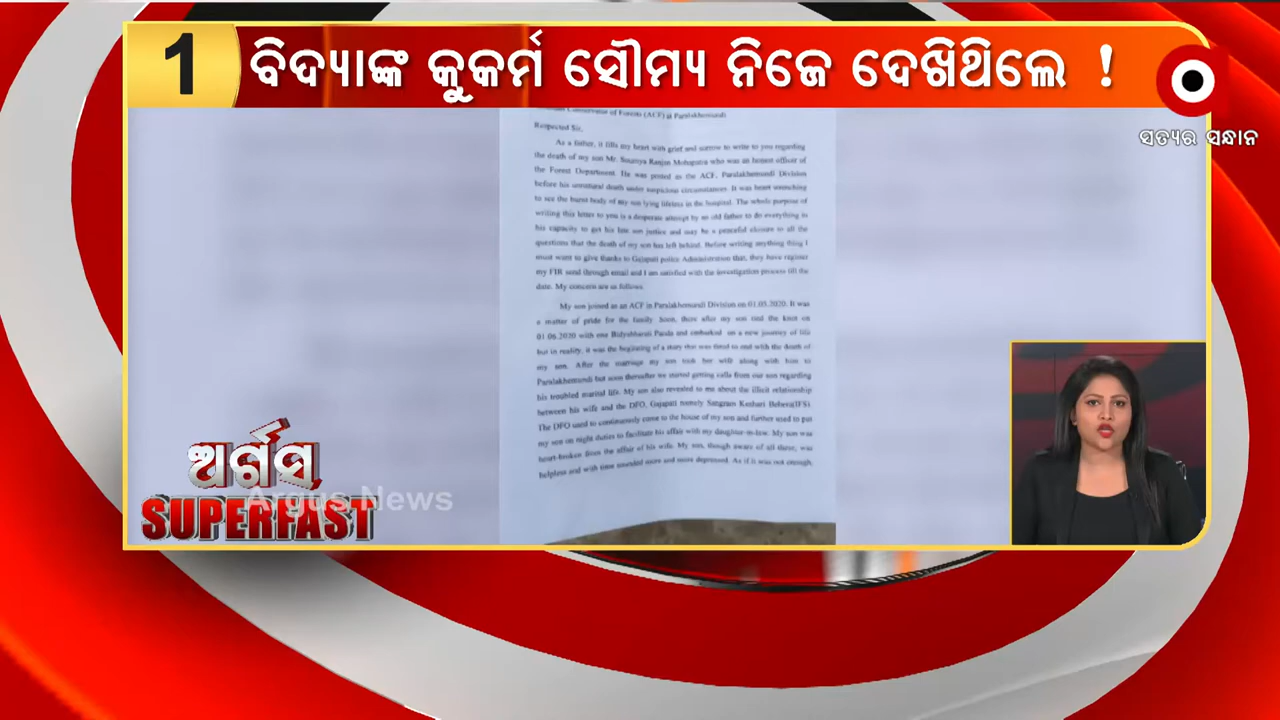 1
ବିଦ୍ୟାଙ୍କ କୁକର୍ମ ସୌମ୍ୟ ନିଜେ ଦେଖିଥିଲେ !
ସତ୍ୟର ସନ୍ଧାନ
Conservator of Forests (ACF) at Paralakhemundi
Respected Sir,
As a father, it fills my heart with grief and sorrow to write to you regarding
the death of my son Mr. Soumya Ranjan Mohapatra who was an honest officer of
the Forest Department. He was posted as the ACF, Paralakhemundi Division
before his unnatural death under suspicious circumstances. It was heart wrenching
to see the burnt body of my son lying lifeless in the hospital. The whole purpose of
writing this letter to you is a desperate attempt by an old father to do everything in
his capacity to get his late son justice and may be a peaceful closure to all the
questions that the death of my son has left behind. Before writing anything thing I
must want to give thanks to Gajapati police Administration that, they have register
my FIR send through email and I am satisfied with the investigation process till the
date. My concern are as follows.
My son joined as an ACF in Paralakhemundi Division on 01.05.2020. It was
a matter of pride for the family. Soon, there after my son tied the knot on
01.06.2020 with one Bidyabharati Panda and embarked on a new journey of life
but in reality, it was the beginning of a story that was fated to end with the death of
my son. After the marriage my son took her wife along with him to
Paralakhemundi but soon thereafter we started getting calls from our son regarding
his troubled marital life. My son also revealed to me about the illicit relationship
between his wife and the DFO, Gajapati namely Sangram Keshari Behera(IFS).
The DFO used to continuously come to the house of my son and further used to put
my son on night duties to facilitate his affair with my daughter-in-law. My son was
heart-broken from the affair of his wife. My son, though aware of all these, was
helpless and with time sounded more and more depressed. As if it was not enough,
ଅର୍ଗସ୍
SUPERFAST
Argus News